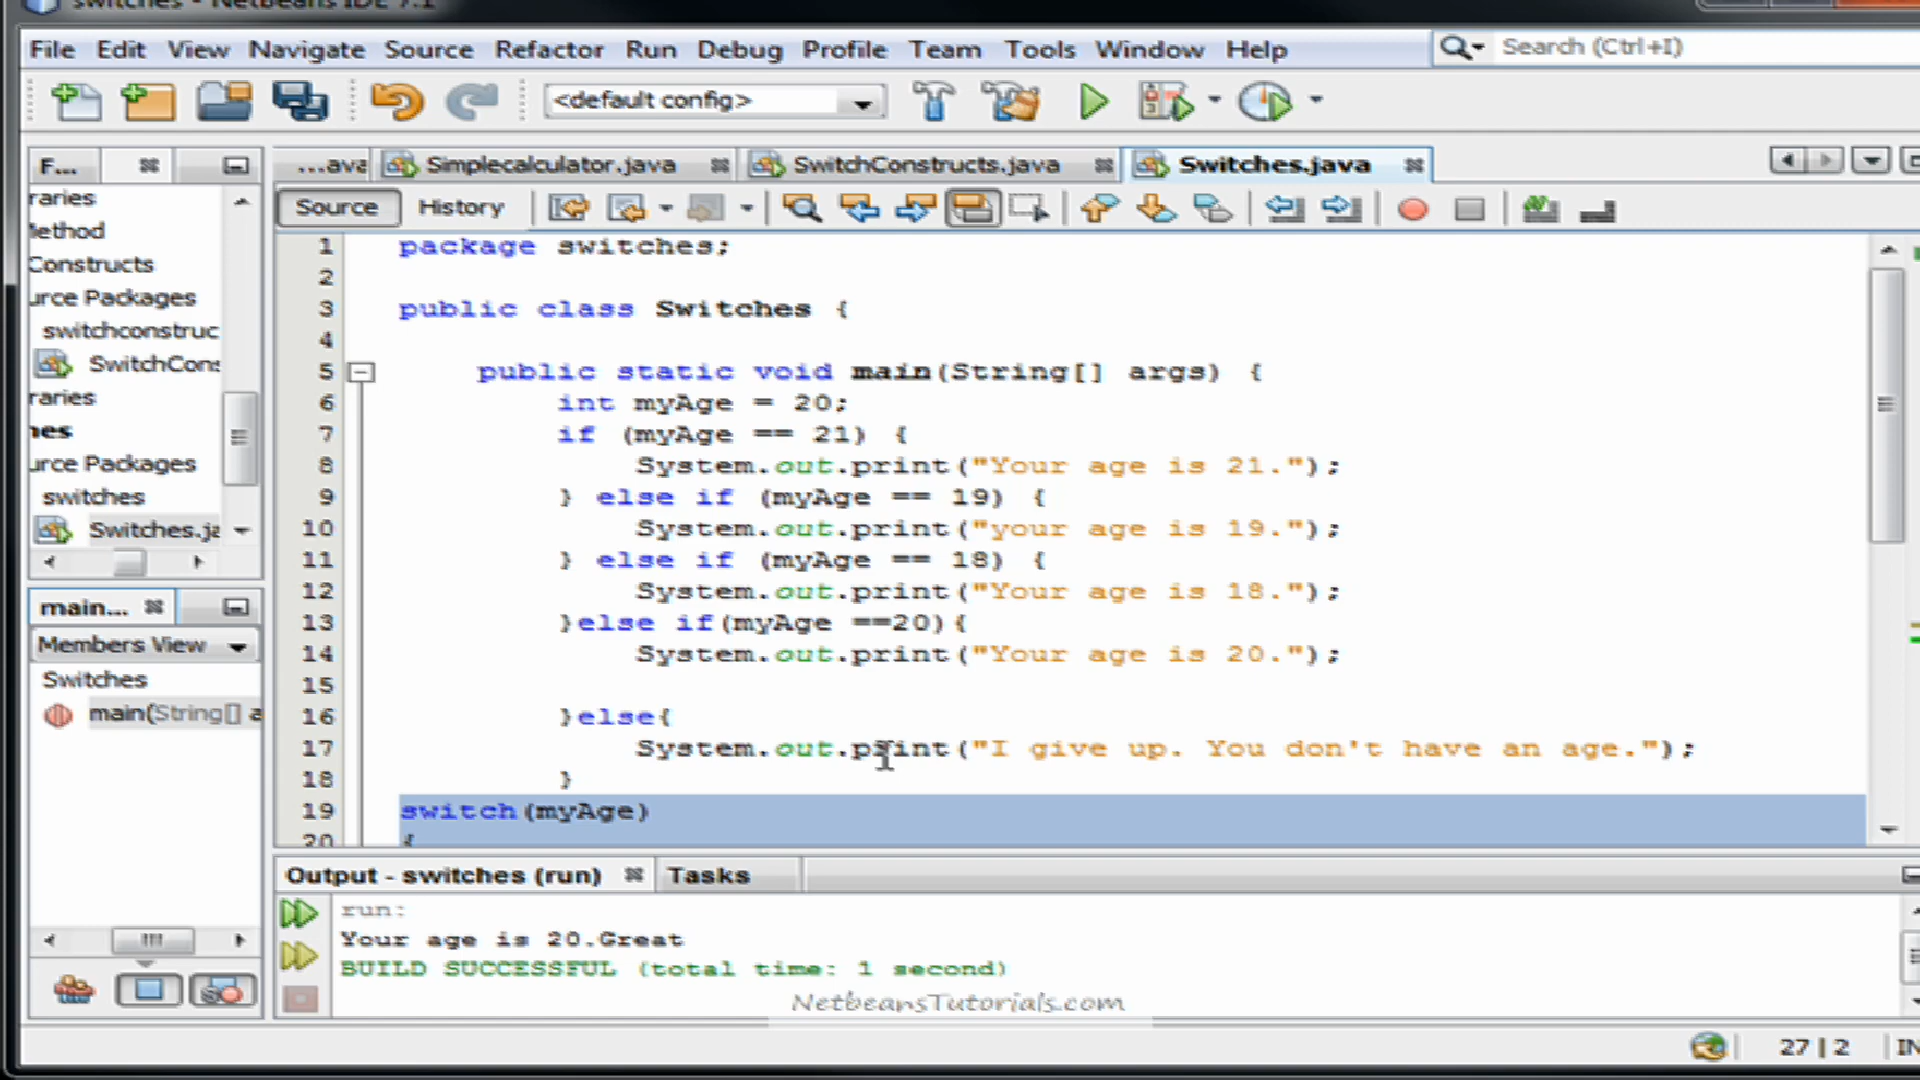 switches - Netbeans IDE 7.1
File Edit View Navigate Source Refactor Run Debug Profile Team Tools Window Help
Search (Ctrl+I)
<default config>
F...
...ava
Simplecalculator.java
SwitchConstructs.java
Switches.java
Source
History
raries
Method
Constructs
urce Packages
switchconstruc
SwitchCons
raries
hes
urce Packages
switches
Switches.ja
main...
Members View
Switches
main(String[] a
1 package switches;
2
3 public class Switches {
4
5 public static void main(String[] args) {
6 int myAge = 20;
7 if (myAge == 21) {
8 System.out.print("Your age is 21.");
9 } else if (myAge == 19) {
10 System.out.print("your age is 19.");
11 } else if (myAge == 18) {
12 System.out.print("Your age is 18.");
13 }else if(myAge ==20){
14 System.out.print("Your age is 20.");
15
16 }else{
17 System.out.print("I give up. You don't have an age.");
18 }
19 switch(myAge)
20 {
Output - switches (run)
Tasks
run:
Your age is 20.Great
BUILD SUCCESSFUL (total time: 1 second)
NetbeansTutorials.com
27 | 2
IN